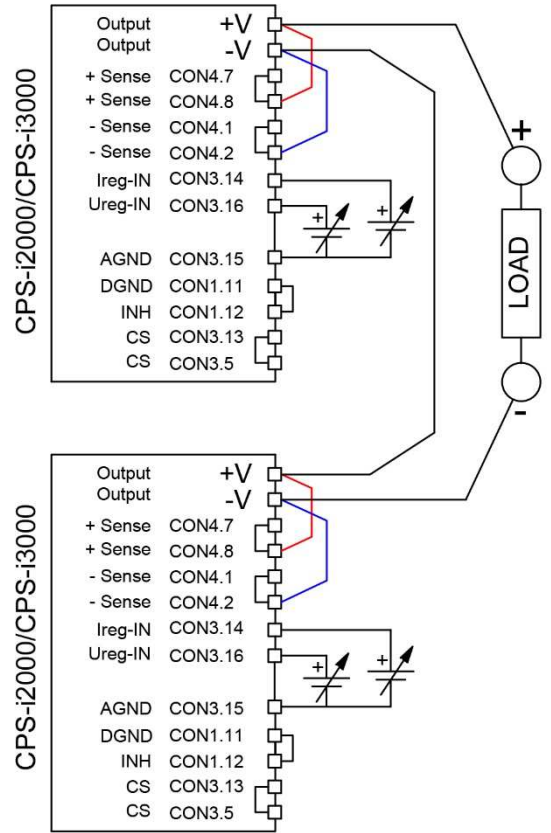 CPS-i2000/CPS-i3000
Output +V
Output -V
+ Sense CON4.7
+ Sense CON4.8
- Sense CON4.1
- Sense CON4.2
Ireg-IN CON3.14
Ureg-IN CON3.16
+ +
AGND CON3.15
DGND CON1.11
INH CON1.12
CS CON3.13
CS CON3.5
+
LOAD
-
CPS-i2000/CPS-i3000
Output +V
Output -V
+ Sense CON4.7
+ Sense CON4.8
- Sense CON4.1
- Sense CON4.2
Ireg-IN CON3.14
Ureg-IN CON3.16
+ +
AGND CON3.15
DGND CON1.11
INH CON1.12
CS CON3.13
CS CON3.5